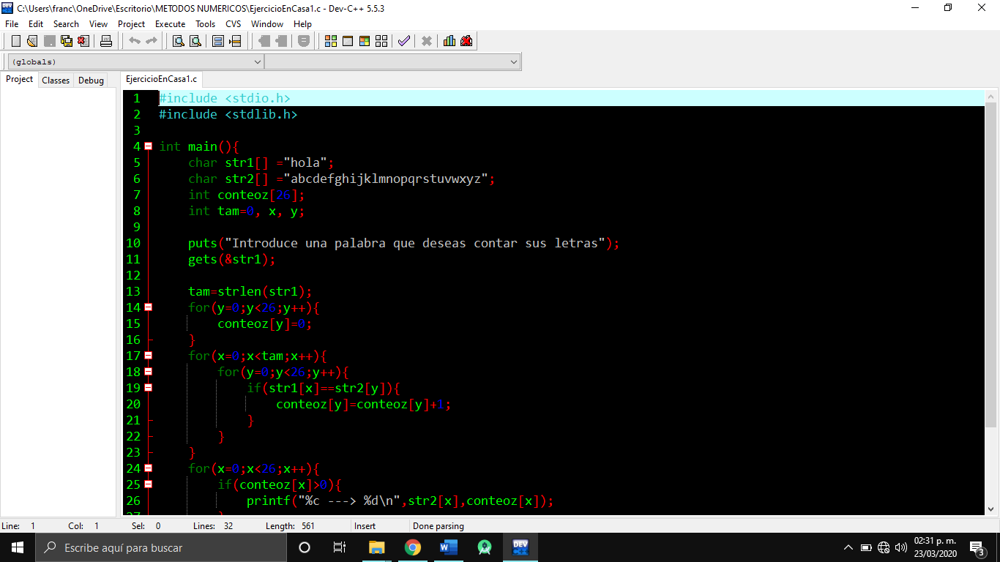 C:\Users\franc\OneDrive\Escritorio\METODOS NUMERICOS\EjercicioEnCasa1.c - Dev-C++ 5.5.3
File Edit Search View Project Execute Tools CVS Window Help
(globals)
Project Classes Debug
EjercicioEnCasa1.c
1 #include <stdio.h>
2 #include <stdlib.h>
3
4 int main(){
5 char str1[] ="hola";
6 char str2[] ="abcdefghijklmnopqrstuvwxyz";
7 int conteoz[26];
8 int tam=0, x, y;
9
10 puts("Introduce una palabra que deseas contar sus letras");
11 gets(&str1);
12
13 tam=strlen(str1);
14 for(y=0;y<26;y++){
15 conteoz[y]=0;
16 }
17 for(x=0;x<tam;x++){
18 for(y=0;y<26;y++){
19 if(str1[x]==str2[y]){
20 conteoz[y]=conteoz[y]+1;
21 }
22 }
23 }
24 for(x=0;x<26;x++){
25 if(conteoz[x]>0){
26 printf("%c ---> %d\n",str2[x],conteoz[x]);
27 }
Line: 1 Col: 1 Sel: 0 Lines: 32 Length: 561 Insert Done parsing
Escribe aquí para buscar
DEV C++
02:31 p. m.
23/03/2020
3